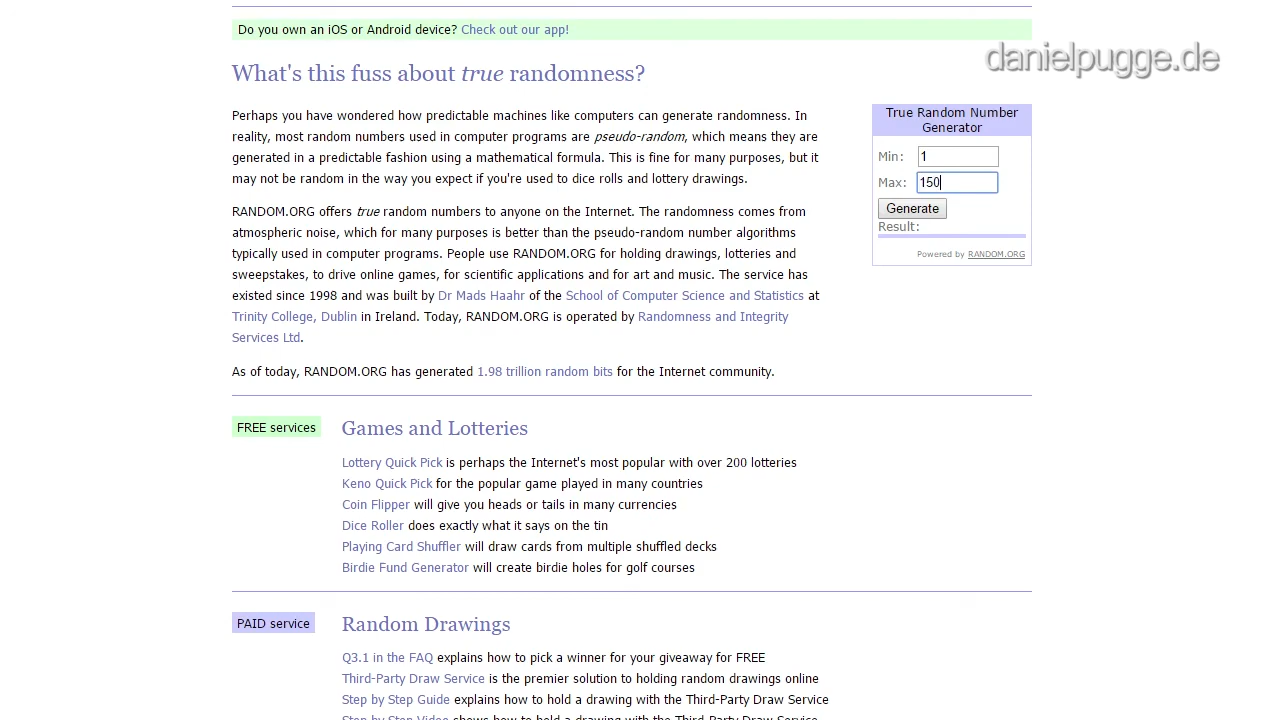 Do you own an iOS or Android device? Check out our app!
danielpugge.de
What's this fuss about true randomness?
Perhaps you have wondered how predictable machines like computers can generate randomness. In
reality, most random numbers used in computer programs are pseudo-random, which means they are
generated in a predictable fashion using a mathematical formula. This is fine for many purposes, but it
may not be random in the way you expect if you're used to dice rolls and lottery drawings.
RANDOM.ORG offers true random numbers to anyone on the Internet. The randomness comes from
atmospheric noise, which for many purposes is better than the pseudo-random number algorithms
typically used in computer programs. People use RANDOM.ORG for holding drawings, lotteries and
sweepstakes, to drive online games, for scientific applications and for art and music. The service has
existed since 1998 and was built by Dr Mads Haahr of the School of Computer Science and Statistics at
Trinity College, Dublin in Ireland. Today, RANDOM.ORG is operated by Randomness and Integrity
Services Ltd.
As of today, RANDOM.ORG has generated 1.98 trillion random bits for the Internet community.
True Random Number
Generator
Min: 1
Max: 150
Generate
Result:
Powered by RANDOM.ORG
FREE services
Games and Lotteries
Lottery Quick Pick is perhaps the Internet's most popular with over 200 lotteries
Keno Quick Pick for the popular game played in many countries
Coin Flipper will give you heads or tails in many currencies
Dice Roller does exactly what it says on the tin
Playing Card Shuffler will draw cards from multiple shuffled decks
Birdie Fund Generator will create birdie holes for golf courses
PAID service
Random Drawings
Q3.1 in the FAQ explains how to pick a winner for your giveaway for FREE
Third-Party Draw Service is the premier solution to holding random drawings online
Step by Step Guide explains how to hold a drawing with the Third-Party Draw Service
Step by Step Video shows how to hold a drawing with the Third-Party Draw Service